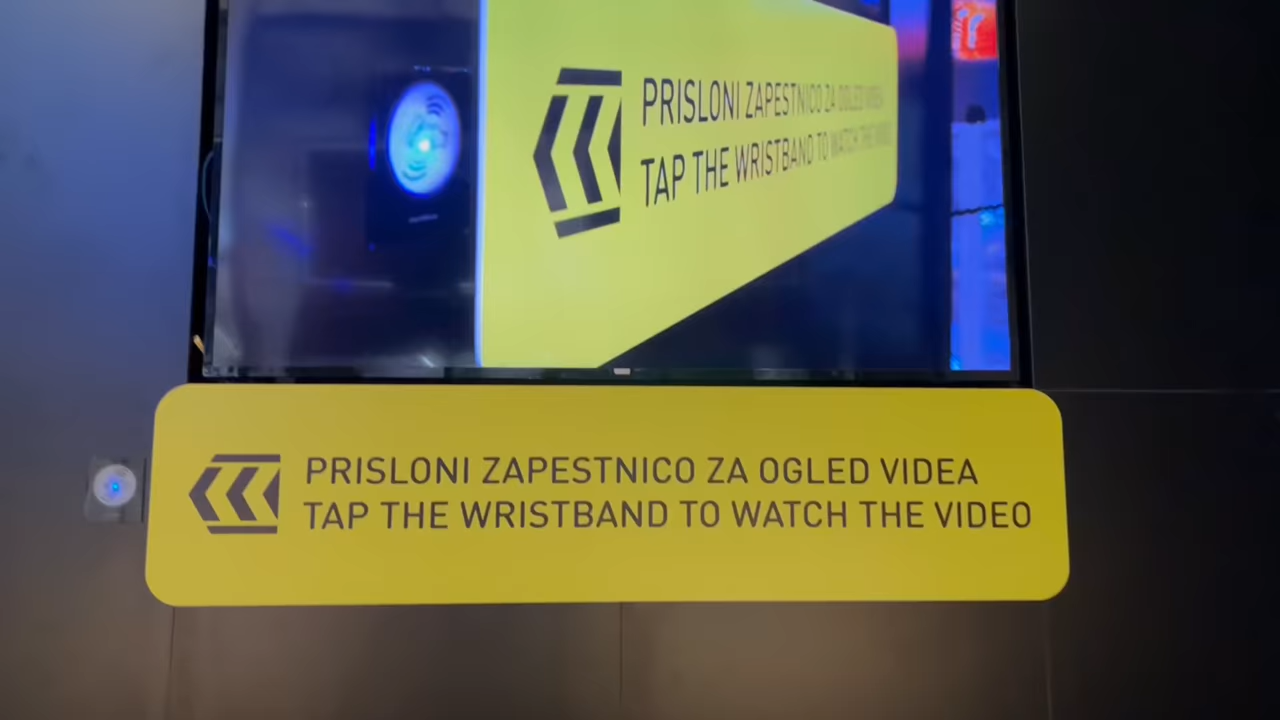 PRISLONI ZAPESTNICO ZA OGLED VIDEA
TAP THE WRISTBAND TO WATCH THE VIDEO
PRISLONI ZAPESTNICO ZA OGLED VIDEA
TAP THE WRISTBAND TO WATCH THE VIDEO